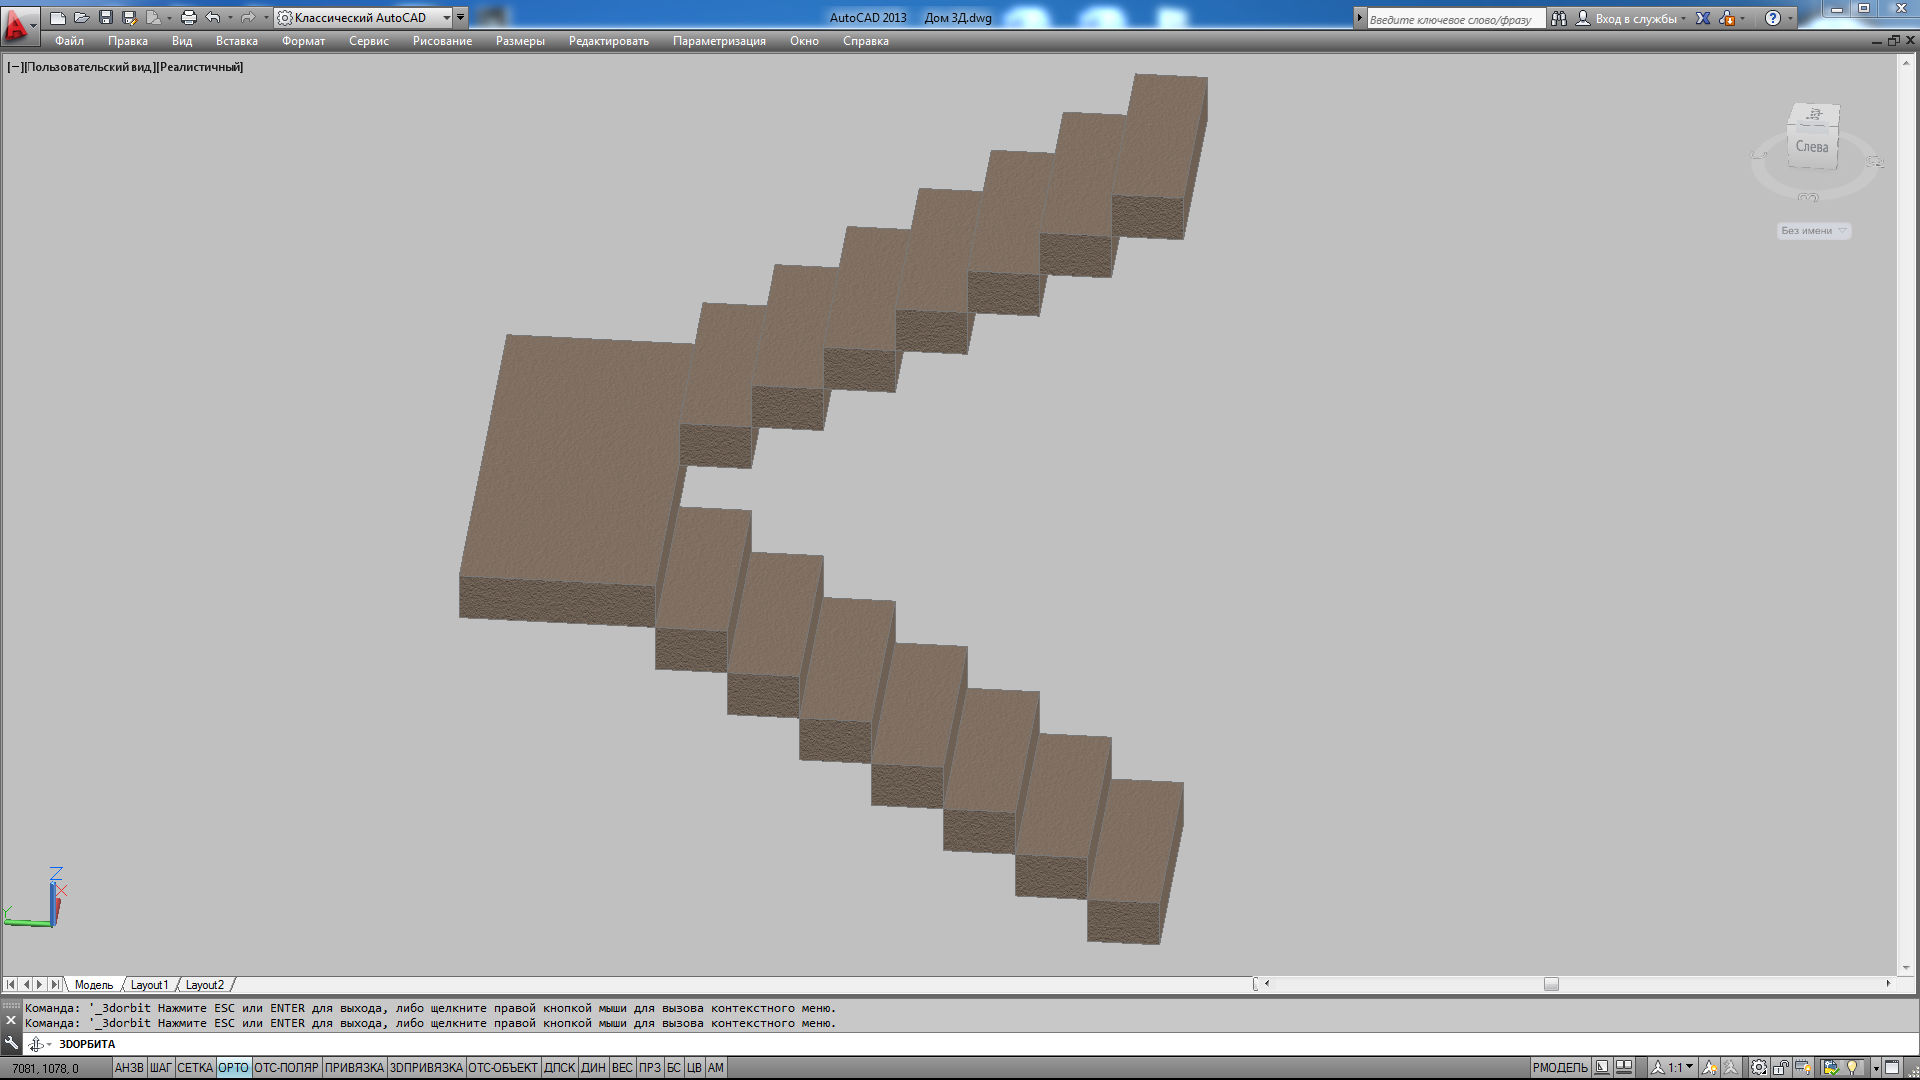 Классический AutoCAD
AutoCAD 2013 Дом 3Д.dwg
Введите ключевое слово/фразу
Вход в службы
Файл Правка Вид Вставка Формат Сервис Рисование Размеры Редактировать Параметризация Окно Справка
[−][Пользовательский вид][Реалистичный]
Слева
Без имени
Z
X
Y
Модель Layout1 Layout2
Команда: '_3dorbit Нажмите ESC или ENTER для выхода, либо щелкните правой кнопкой мыши для вызова контекстного меню.
Команда: '_3dorbit Нажмите ESC или ENTER для выхода, либо щелкните правой кнопкой мыши для вызова контекстного меню.
3DОРБИТА
7081, 1078, 0 АНЗВ ШАГ СЕТКА ОРТО ОТС-ПОЛЯР ПРИВЯЗКА 3DПРИВЯЗКА ОТС-ОБЪЕКТ ДПСК ДИН ВЕС ПРЗ БС ЦВ АМ РМОДЕЛЬ 1:1